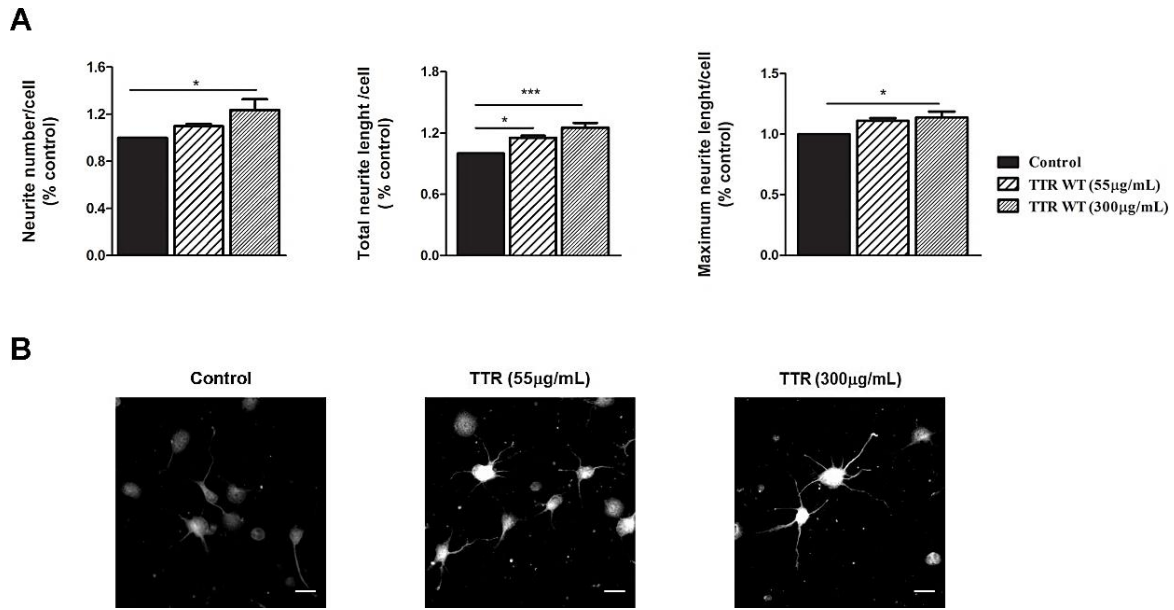 A
Neurite number/cell
(% control)
1.6
1.2
0.8
0.4
0.0
*
Total neurite lenght /cell
( % control)
1.8
1.2
0.6
0.0
***
*
Maximum neurite lenght/cell
(% control)
1.5
1.0
0.5
0.0
*
Control
TTR WT (55µg/mL)
TTR WT (300µg/mL)
B
Control
TTR (55µg/mL)
TTR (300µg/mL)